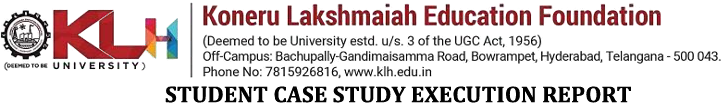 KLH
(DEEMED TO BE UNIVERSITY)
Koneru Lakshmaiah Education Foundation
(Deemed to be University estd. u/s. 3 of the UGC Act, 1956)
Off-Campus: Bachupally-Gandimaisamma Road, Bowrampet, Hyderabad, Telangana - 500 043.
Phone No: 7815926816, www.klh.edu.in
STUDENT CASE STUDY EXECUTION REPORT